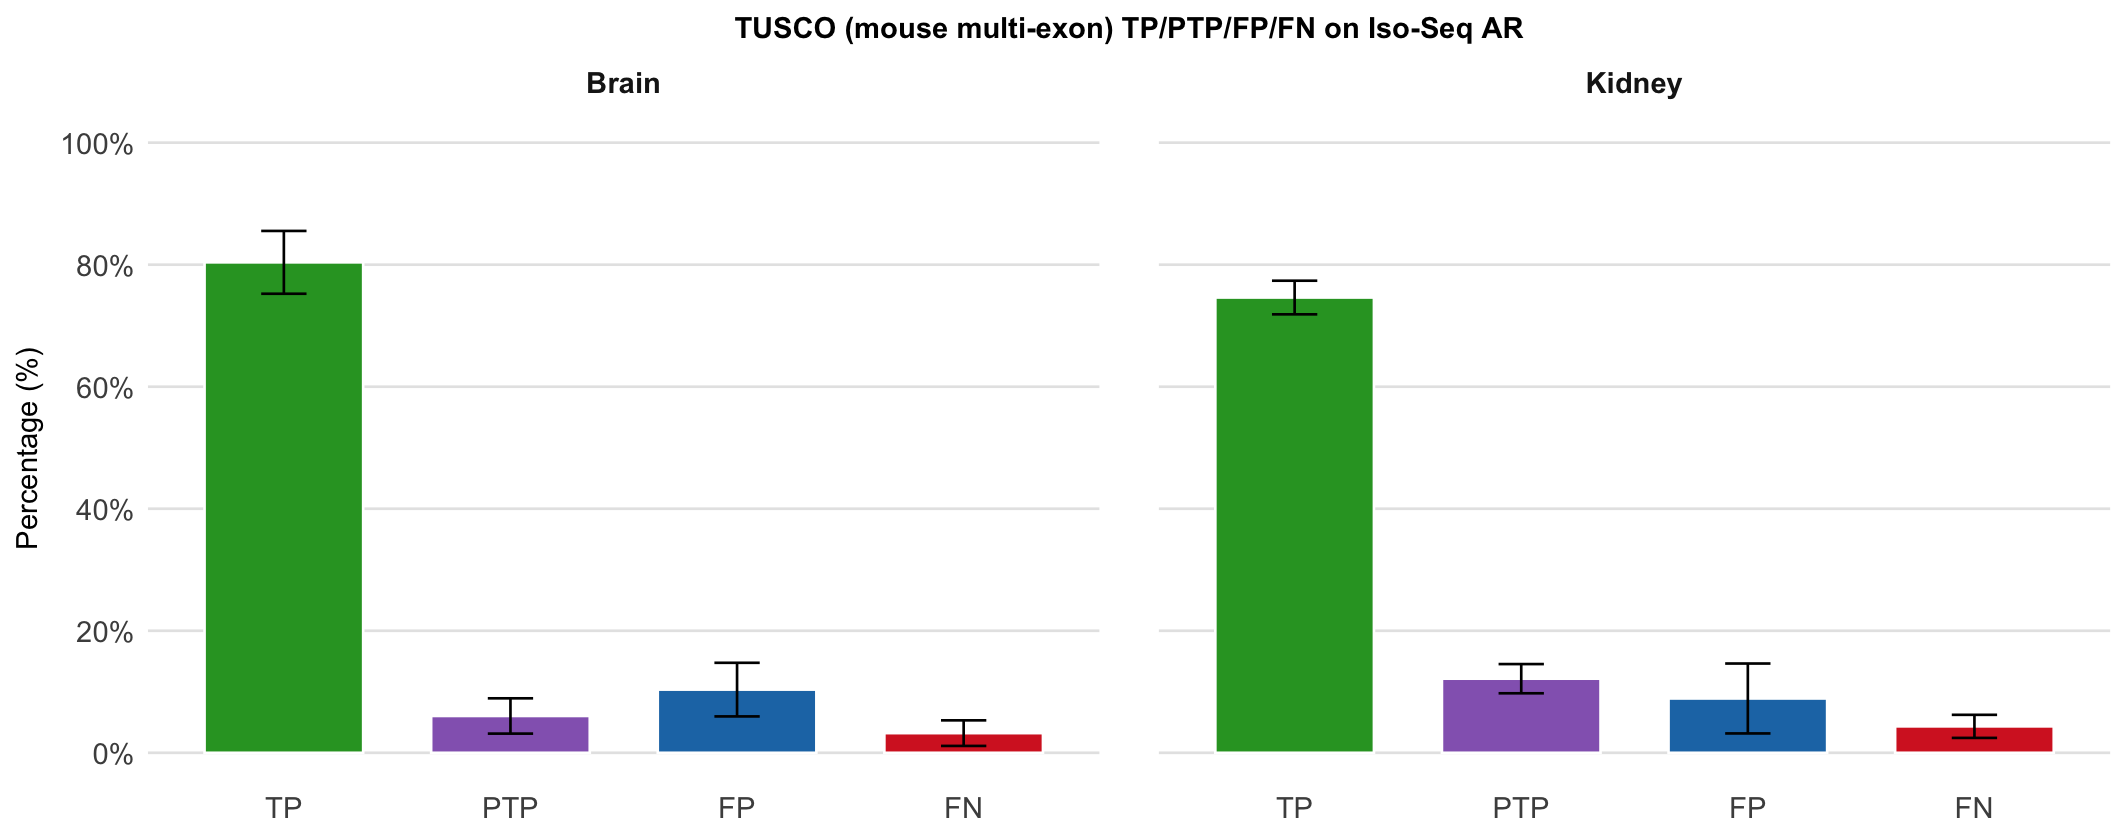 TUSCO (mouse multi-exon) TP/PTP/FP/FN on Iso-Seq AR
Brain
Kidney
Percentage (%)
100%
80%
60%
40%
20%
0%
TP PTP FP FN
TP PTP FP FN